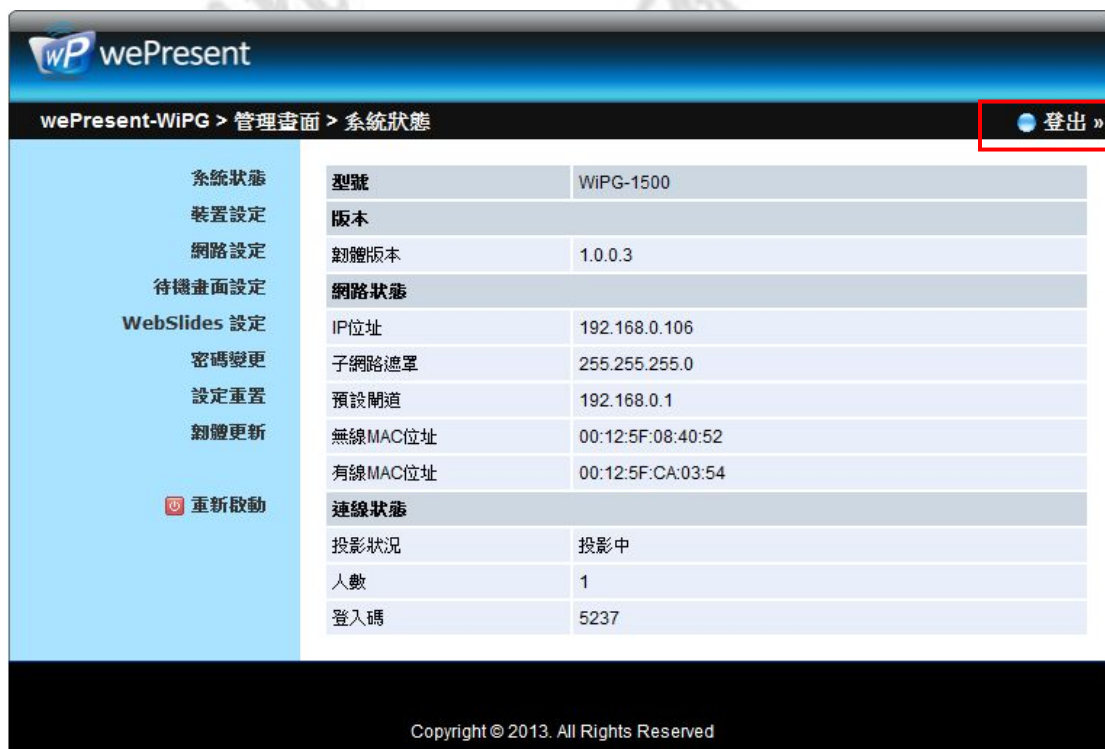 wP wePresent
wePresent-WiPG > 管理畫面 > 系統狀態 登出 »
系統狀態
裝置設定
網路設定
待機畫面設定
WebSlides 設定
密碼變更
設定重置
韌體更新
重新啟動
型號 WiPG-1500
版本
韌體版本 1.0.0.3
網路狀態
IP位址 192.168.0.106
子網路遮罩 255.255.255.0
預設閘道 192.168.0.1
無線MAC位址 00:12:5F:08:40:52
有線MAC位址 00:12:5F:CA:03:54
連線狀態
投影狀況 投影中
人數 1
登入碼 5237
Copyright © 2013. All Rights Reserved